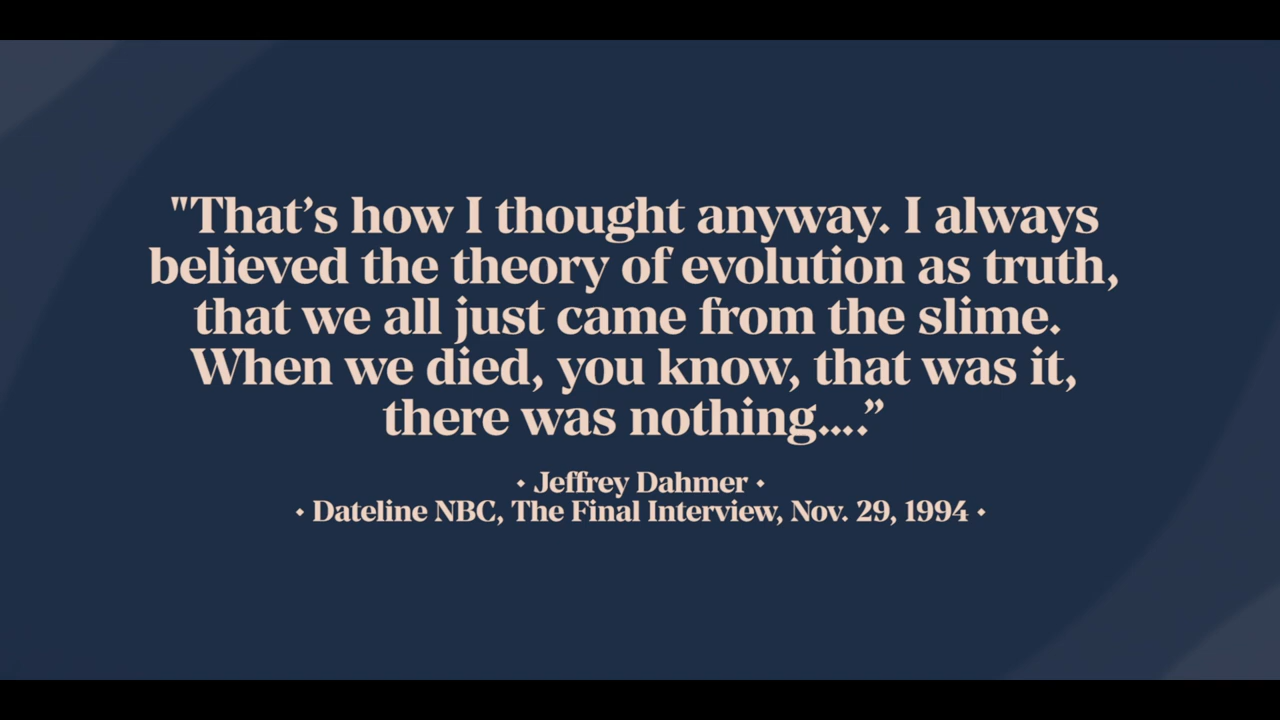 "That’s how I thought anyway. I always
believed the theory of evolution as truth,
that we all just came from the slime.
When we died, you know, that was it,
there was nothing....”
• Jeffrey Dahmer •
• Dateline NBC, The Final Interview, Nov. 29, 1994 •